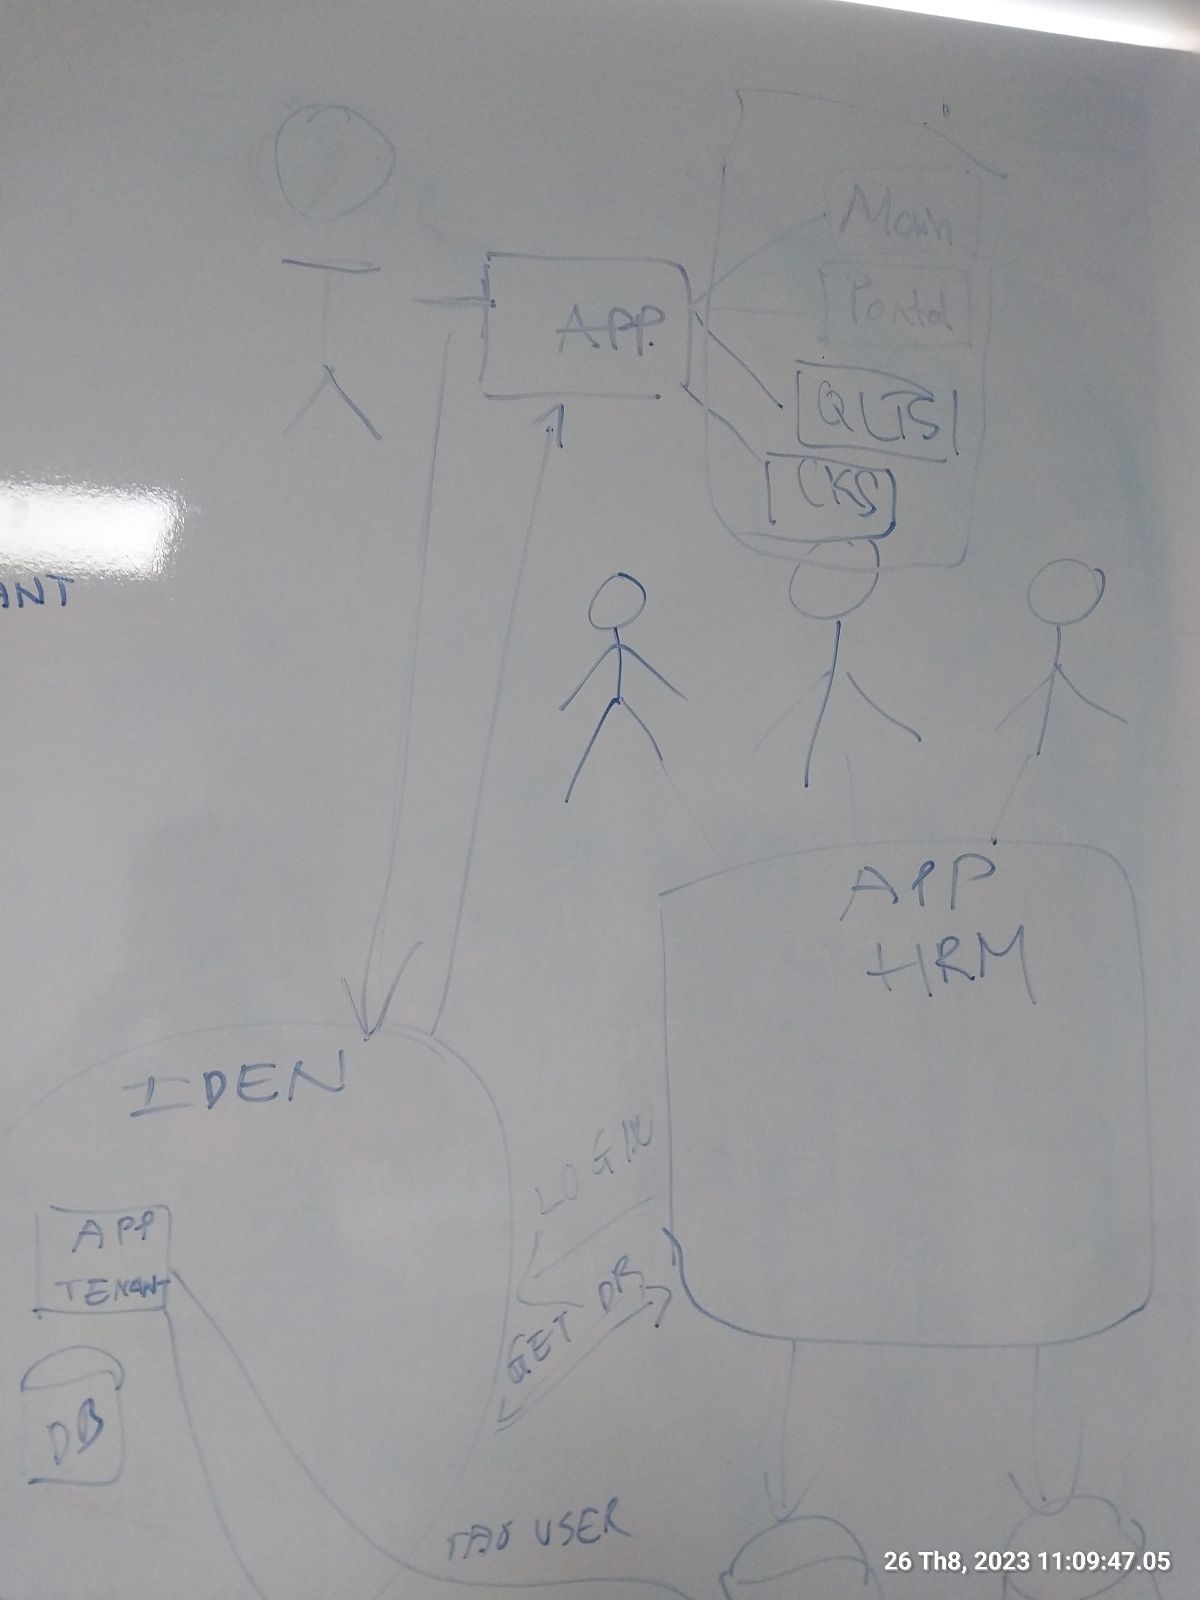 Main
APP
Portal
QLTS
CKS
ANT
APP
HRM
IDEN
LOGIN
APP
TENANT
GET DB
DB
TAO USER
26 Th8, 2023 11:09:47.05